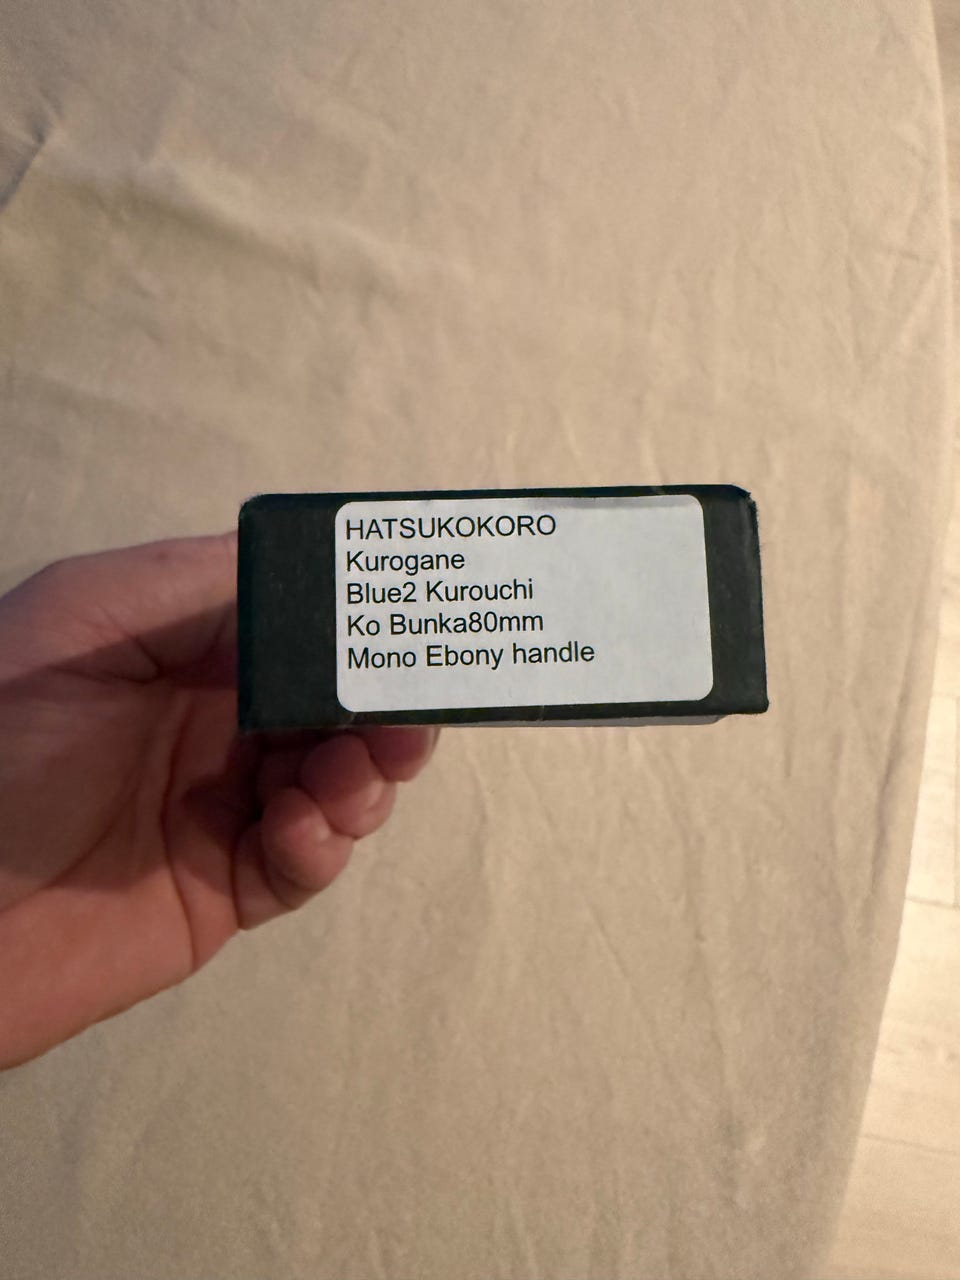 HATSUKOKORO
Kurogane
Blue2 Kurouchi
Ko Bunka80mm
Mono Ebony handle